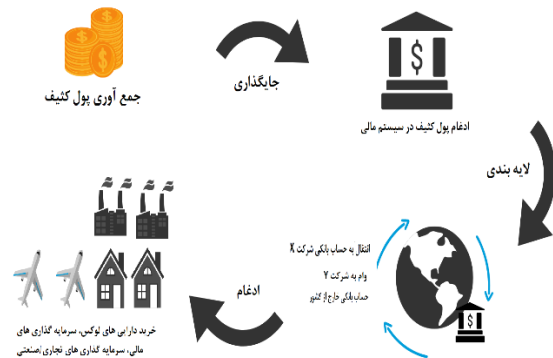 جمع آوری پول کثیف
جایگذاری
ادغام پول کثیف در سیستم مالی
لایه بندی
انتقال به حساب بانکی شرکت X
وام به شرکت Y
حساب بانکی خارج از کشور
ادغام
خرید دارایی های لوکس، سرمایه گذاری های
مالی، سرمایه گذاری های تجاری/صنعتی